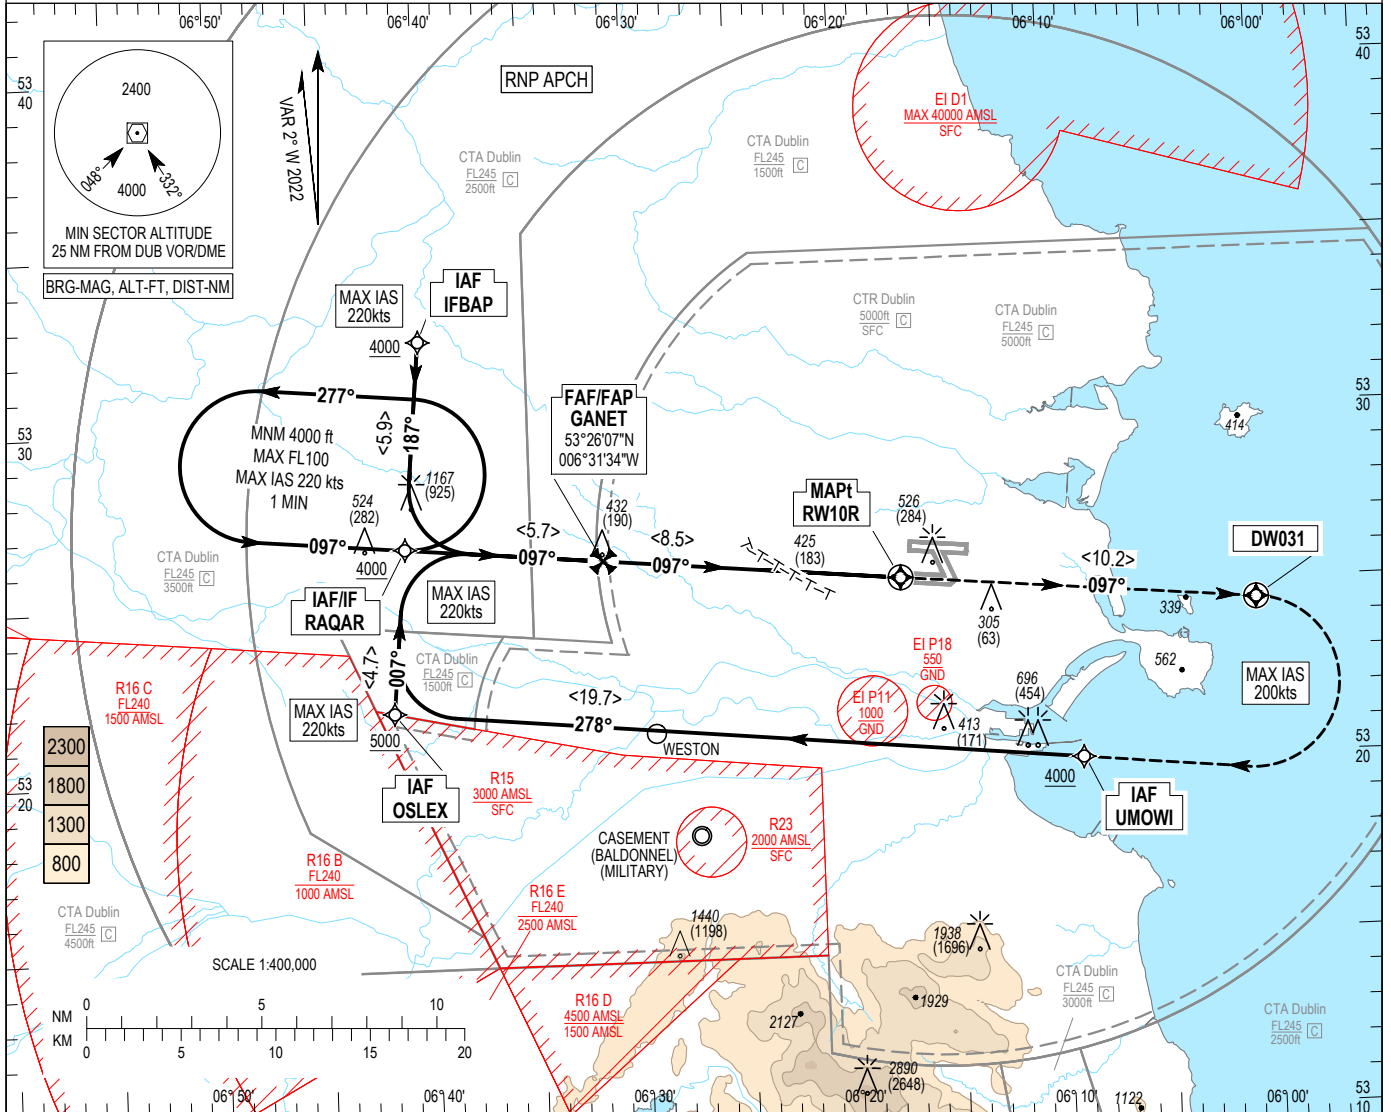 06°50' 06°40' 06°30' 06°20' 06°10' 06°00'
53
40
53
40
2400
048°
332°
4000
MIN SECTOR ALTITUDE
25 NM FROM DUB VOR/DME
BRG-MAG, ALT-FT, DIST-NM
VAR 2° W 2022
RNP APCH
CTA Dublin
FL245 C
2500ft
CTA Dublin
FL245 C
1500ft
EI D1
MAX 40000 AMSL
SFC
IAF
IFBAP
MAX IAS
220kts
4000
CTR Dublin
5000ft C
SFC
CTA Dublin
FL245 C
5000ft
277°
<5.9>
187°
MNM 4000 ft
MAX FL100
MAX IAS 220 kts
1 MIN
1167
(925)
524
(282)
FAF/FAP
GANET
53°26'07"N
006°31'34"W
53
30
53
30
414
432
(190)
MAPt
RW10R
526
(284)
425
(183)
097°
4000
<5.7>
097°
<8.5>
097°
<10.2>
097°
DW031
CTA Dublin
FL245 C
3500ft
IAF/IF
RAQAR
MAX IAS
220kts
305
(63)
339
562
CTA Dublin
FL245 C
1500ft
<4.7>
007°
EI P18
550
GND
EI P11
1000
GND
413
(171)
696
(454)
MAX IAS
200kts
R16 C
FL240
1500 AMSL
MAX IAS
220kts
5000
<19.7>
278°
WESTON
4000
IAF
UMOWI
53
20
53
20
2300
1800
1300
800
IAF
OSLEX
R15
3000 AMSL
SFC
CASEMENT
(BALDONNEL)
(MILITARY)
R23
2000 AMSL
SFC
R16 B
FL240
1000 AMSL
R16 E
FL240
2500 AMSL
CTA Dublin
FL245 C
4500ft
1440
(1198)
1938
(1696)
1929
2127
2890
(2648)
1122
R16 D
4500 AMSL
1500 AMSL
CTA Dublin
FL245 C
3000ft
CTA Dublin
FL245 C
2500ft
SCALE 1:400,000
0 5 10
NM
KM
0 5 10 15 20
06°50' 06°40' 06°30' 06°20' 06°10' 06°00'
53
10